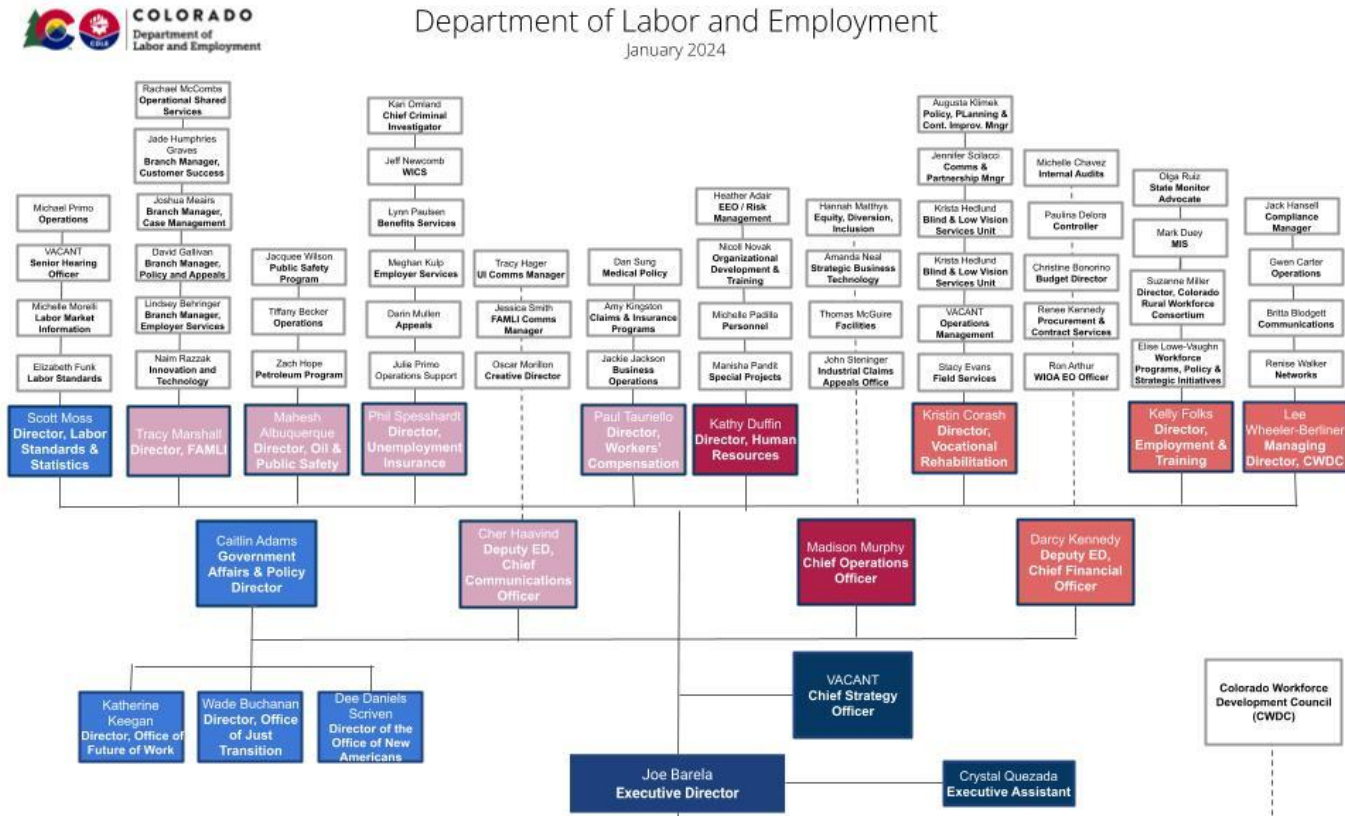 COLORADO
Department of
Labor and Employment
CDLE
Department of Labor and Employment
January 2024
Rachael McCombs
Operational Shared
Services
Jade Humphries
Graves
Branch Manager,
Customer Success
Joshua Meairs
Branch Manager,
Case Management
David Gallivan
Branch Manager,
Policy and Appeals
Lindsey Behringer
Branch Manager,
Employer Services
Naim Razzak
Innovation and
Technology
Michael Primo
Operations
VACANT
Senior Hearing
Officer
Michelle Morelli
Labor Market
Information
Elizabeth Funk
Labor Standards
Jacquee Wilson
Public Safety
Program
Tiffany Becker
Operations
Zach Hope
Petroleum Program
Kari Omland
Chief Criminal
Investigator
Jeff Newcomb
WICS
Lynn Paulsen
Benefits Services
Meghan Kulp
Employer Services
Darin Mullen
Appeals
Julie Primo
Operations Support
Tracy Hager
UI Comms Manager
Jessica Smith
FAMLI Comms
Manager
Oscar Morillon
Creative Director
Dan Sung
Medical Policy
Amy Kingston
Claims & Insurance
Programs
Jackie Jackson
Business
Operations
Heather Adair
EEO / Risk
Management
Nicoll Novak
Organizational
Development &
Training
Michelle Padilla
Personnel
Manisha Pandit
Special Projects
Hannah Matthys
Equity, Diversion,
Inclusion
Amanda Neal
Strategic Business
Technology
Thomas McGuire
Facilities
John Steninger
Industrial Claims
Appeals Office
Augusta Klimek
Policy, PLanning &
Cont. Improv. Mngr
Jennifer Scilacci
Comms &
Partnership Mngr
Krista Hedlund
Blind & Low Vision
Services Unit
Krista Hedlund
Blind & Low Vision
Services Unit
VACANT
Operations
Management
Stacy Evans
Field Services
Michelle Chavez
Internal Audits
Paulina Delora
Controller
Christine Bonorino
Budget Director
Renee Kennedy
Procurement &
Contract Services
Ron Arthur
WIOA EO Officer
Olga Ruiz
State Monitor
Advocate
Mark Duey
MIS
Suzanne Miller
Director, Colorado
Rural Workforce
Consortium
Elise Lowe-Vaughn
Workforce
Programs, Policy &
Strategic Initiatives
Jack Hansell
Compliance
Manager
Gwen Carter
Operations
Britta Blodgett
Communications
Renise Walker
Networks
Scott Moss
Director, Labor
Standards &
Statistics
Tracy Marshall
Director, FAMLI
Mahesh
Albuquerque
Director, Oil &
Public Safety
Phil Spesshardt
Director,
Unemployment
Insurance
Paul Tauriello
Director,
Workers'
Compensation
Kathy Duffin
Director, Human
Resources
Kristin Corash
Director,
Vocational
Rehabilitation
Kelly Folks
Director,
Employment &
Training
Lee
Wheeler-Berliner
Managing
Director, CWDC
Caitlin Adams
Government
Affairs & Policy
Director
Cher Haavind
Deputy ED,
Chief
Communications
Officer
Madison Murphy
Chief Operations
Officer
Darcy Kennedy
Deputy ED,
Chief Financial
Officer
Katherine
Keegan
Director, Office of
Future of Work
Wade Buchanan
Director, Office
of Just
Transition
Dee Daniels
Scriven
Director of the
Office of New
Americans
VACANT
Chief Strategy
Officer
Colorado Workforce
Development Council
(CWDC)
Joe Barela
Executive Director
Crystal Quezada
Executive Assistant